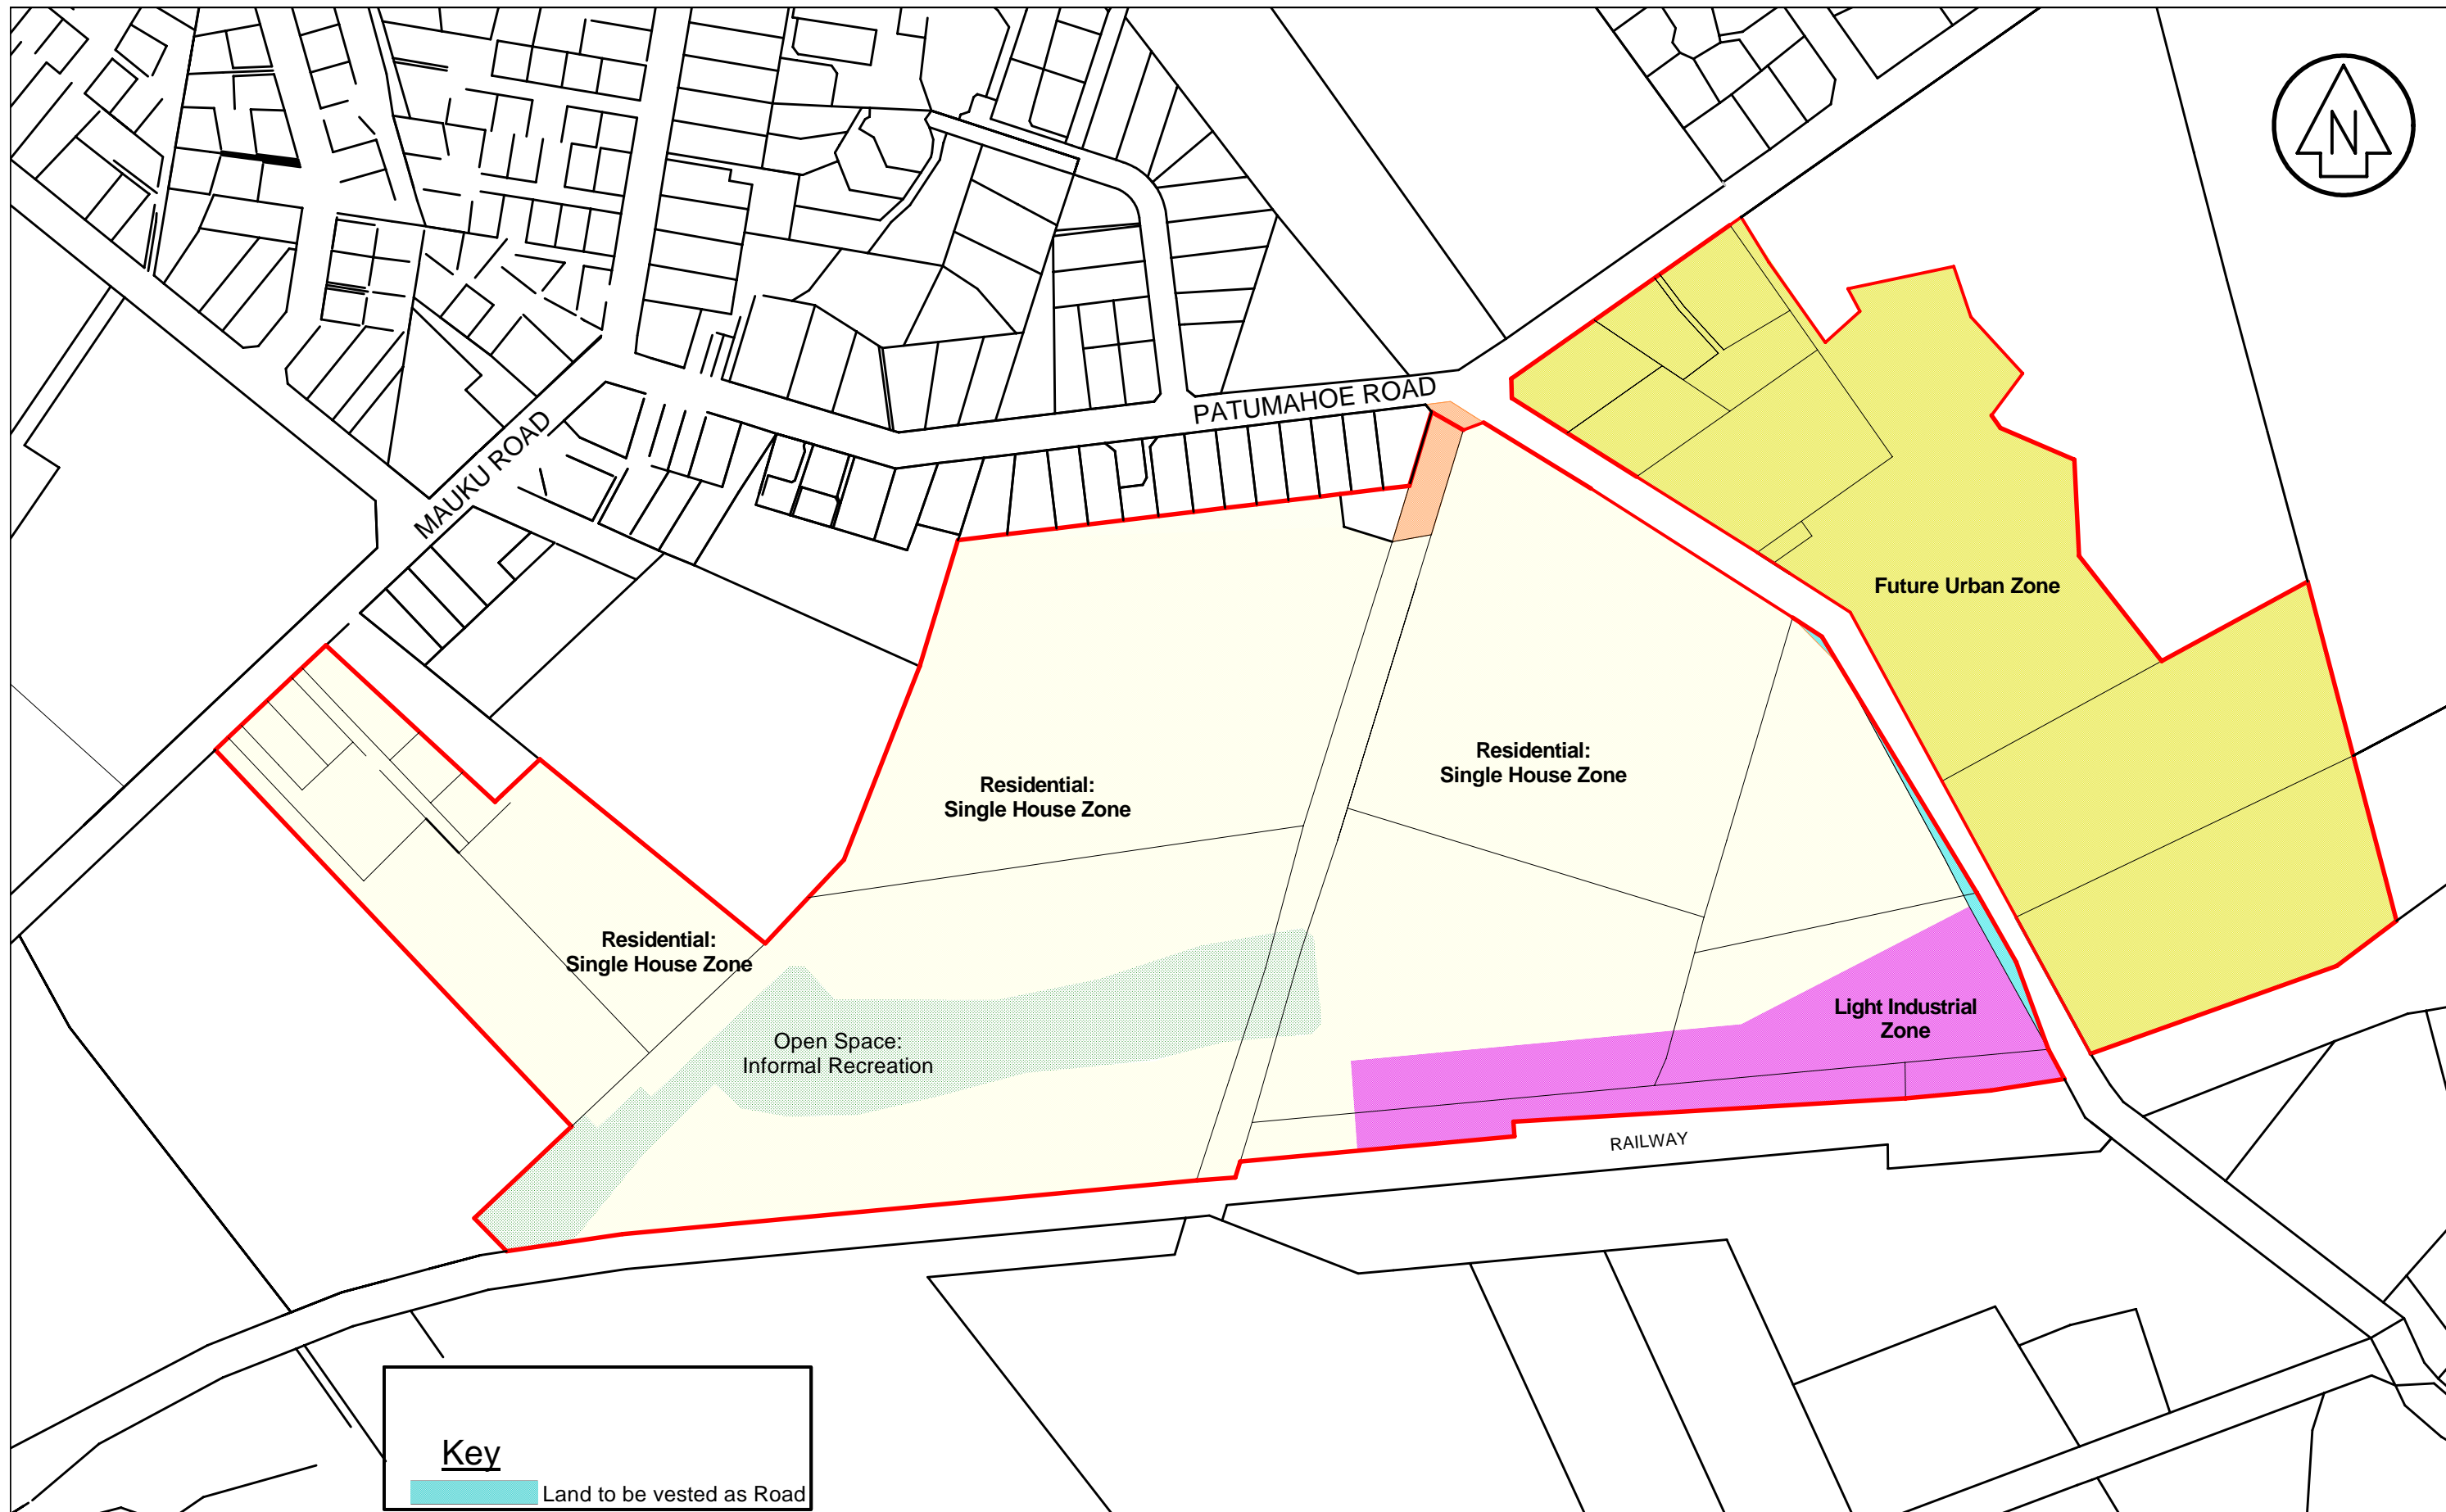 N
PATUMAHOE ROAD
MAUKU ROAD
Future Urban Zone
Residential:
Single House Zone
Residential:
Single House Zone
Residential:
Single House Zone
Light Industrial
Zone
Open Space:
Informal Recreation
RAILWAY
Key
Land to be vested as Road